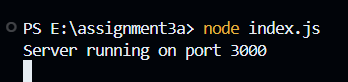 PS E:\assignment3a> node index.js
Server running on port 3000